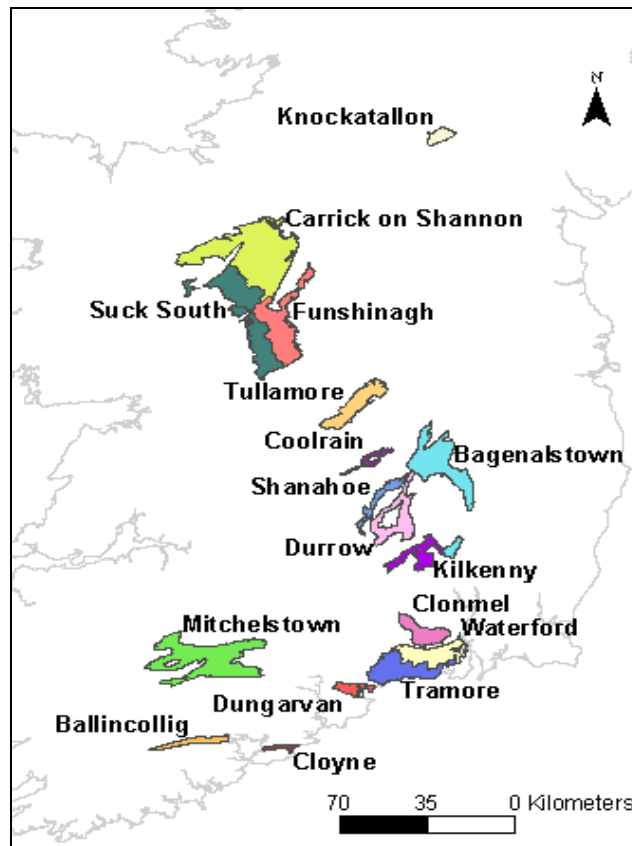 N
Knockatallon
Carrick on Shannon
Suck South
Funshinagh
Tullamore
Coolrain
Bagenalstown
Shanahoe
Durrow
Kilkenny
Clonmel
Mitchelstown
Waterford
Dungarvan
Tramore
Ballincollig
Cloyne
70 35 0 Kilometers